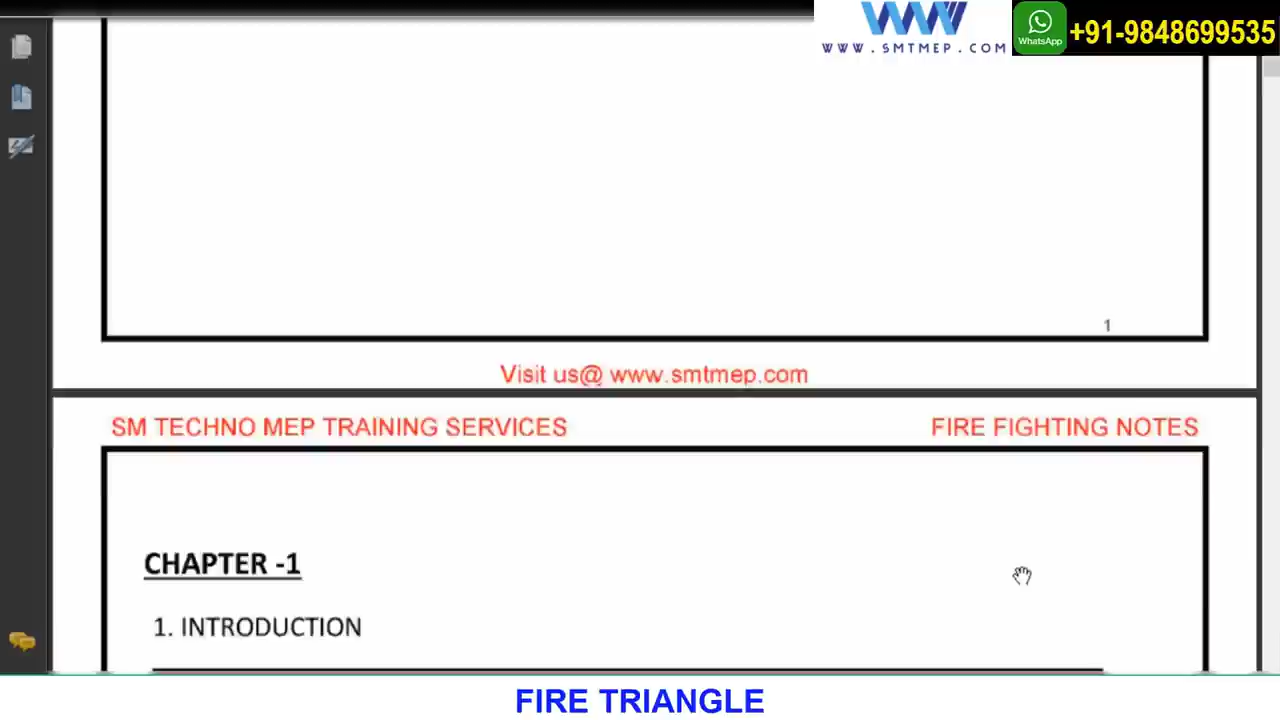 WWW.SMTMEP.COM
WhatsApp
+91-9848699535
1
Visit us@ www.smtmep.com
SM TECHNO MEP TRAINING SERVICES
FIRE FIGHTING NOTES
CHAPTER -1
1. INTRODUCTION
FIRE TRIANGLE